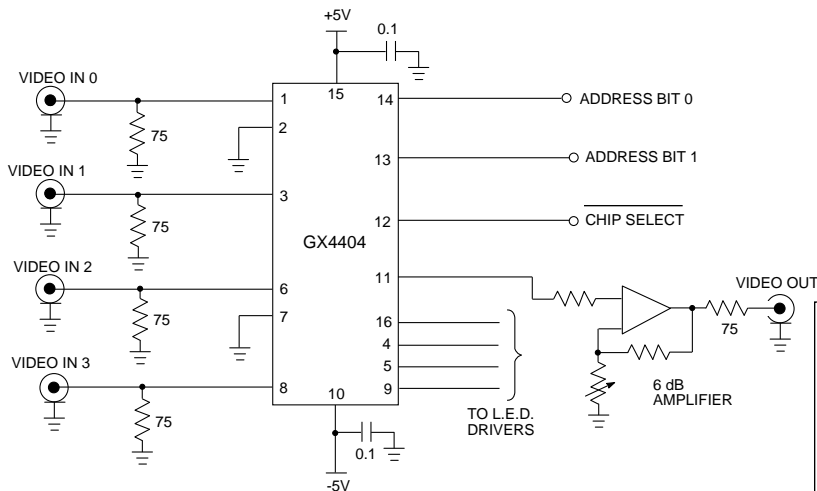 +5V
0.1
VIDEO IN 0
15
1
14
ADDRESS BIT 0
2
75
13
ADDRESS BIT 1
VIDEO IN 1
3
75
12
CHIP SELECT
GX4404
VIDEO IN 2
11
VIDEO OUT
6
75
7
16
75
4
VIDEO IN 3
5
6 dB
AMPLIFIER
8
10
9
75
TO L.E.D.
DRIVERS
0.1
-5V